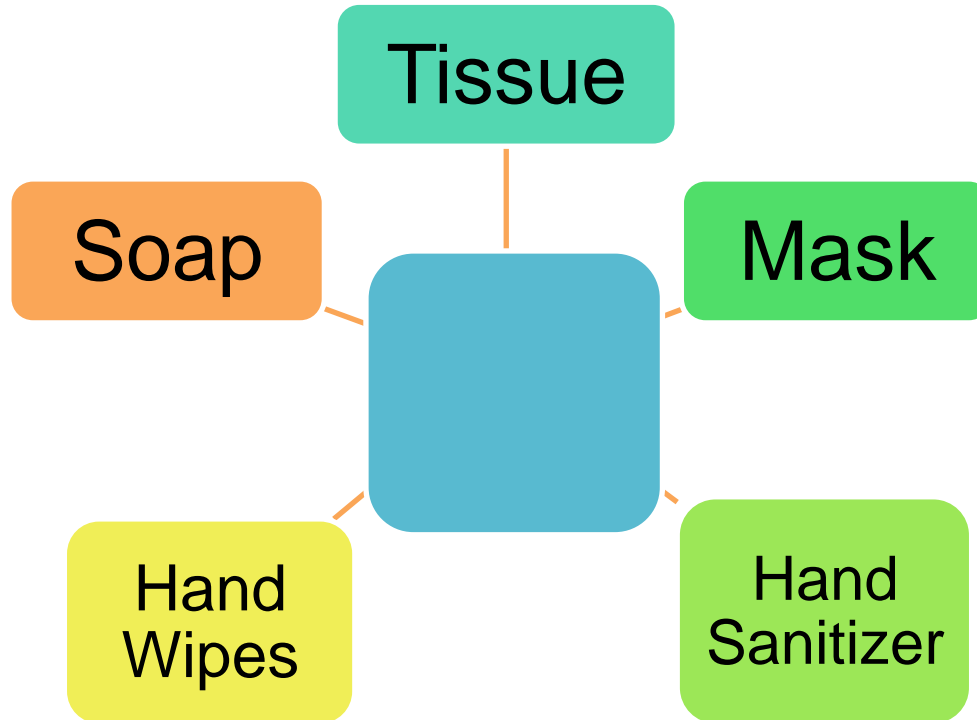 Tissue
Soap
Mask
Hand
Wipes
Hand
Sanitizer